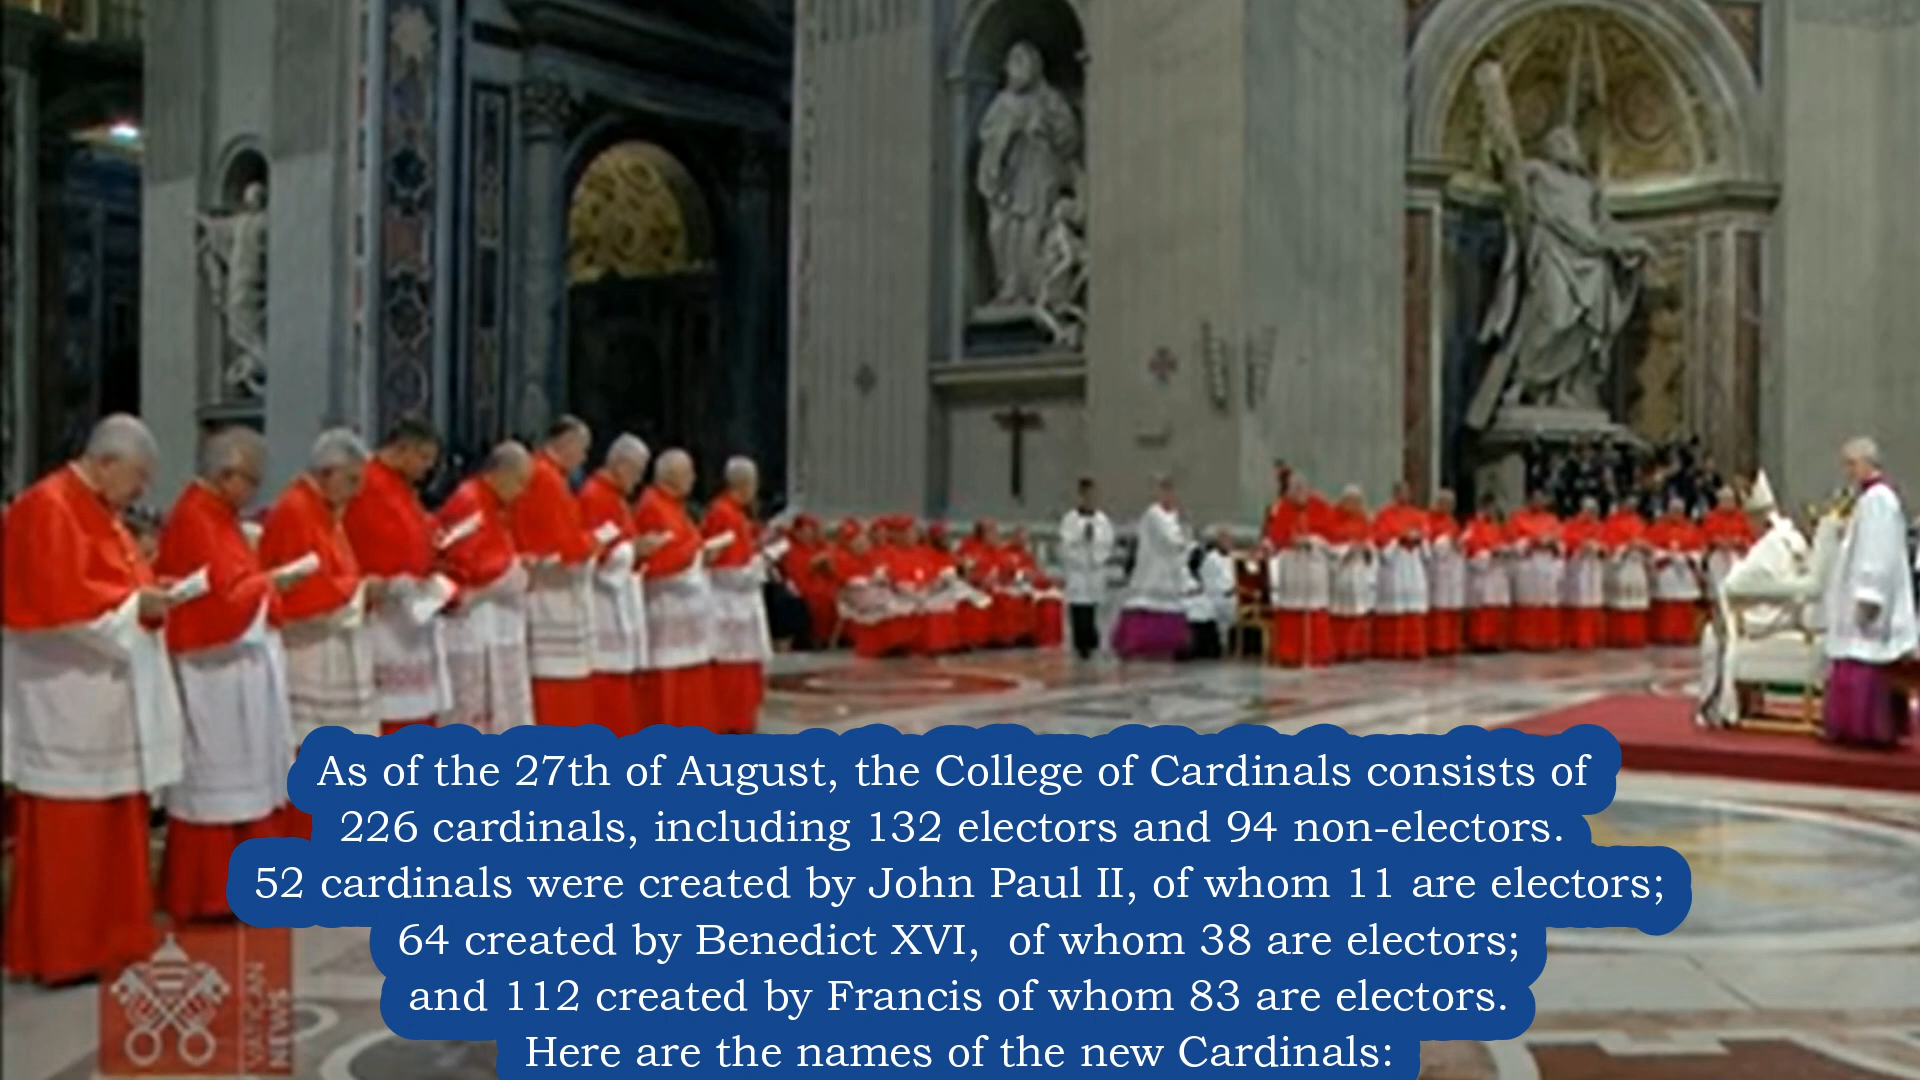 As of the 27th of August, the College of Cardinals consists of
226 cardinals, including 132 electors and 94 non-electors.
52 cardinals were created by John Paul II, of whom 11 are electors;
64 created by Benedict XVI,  of whom 38 are electors;
and 112 created by Francis of whom 83 are electors.
Here are the names of the new Cardinals:
VATICAN
NEWS